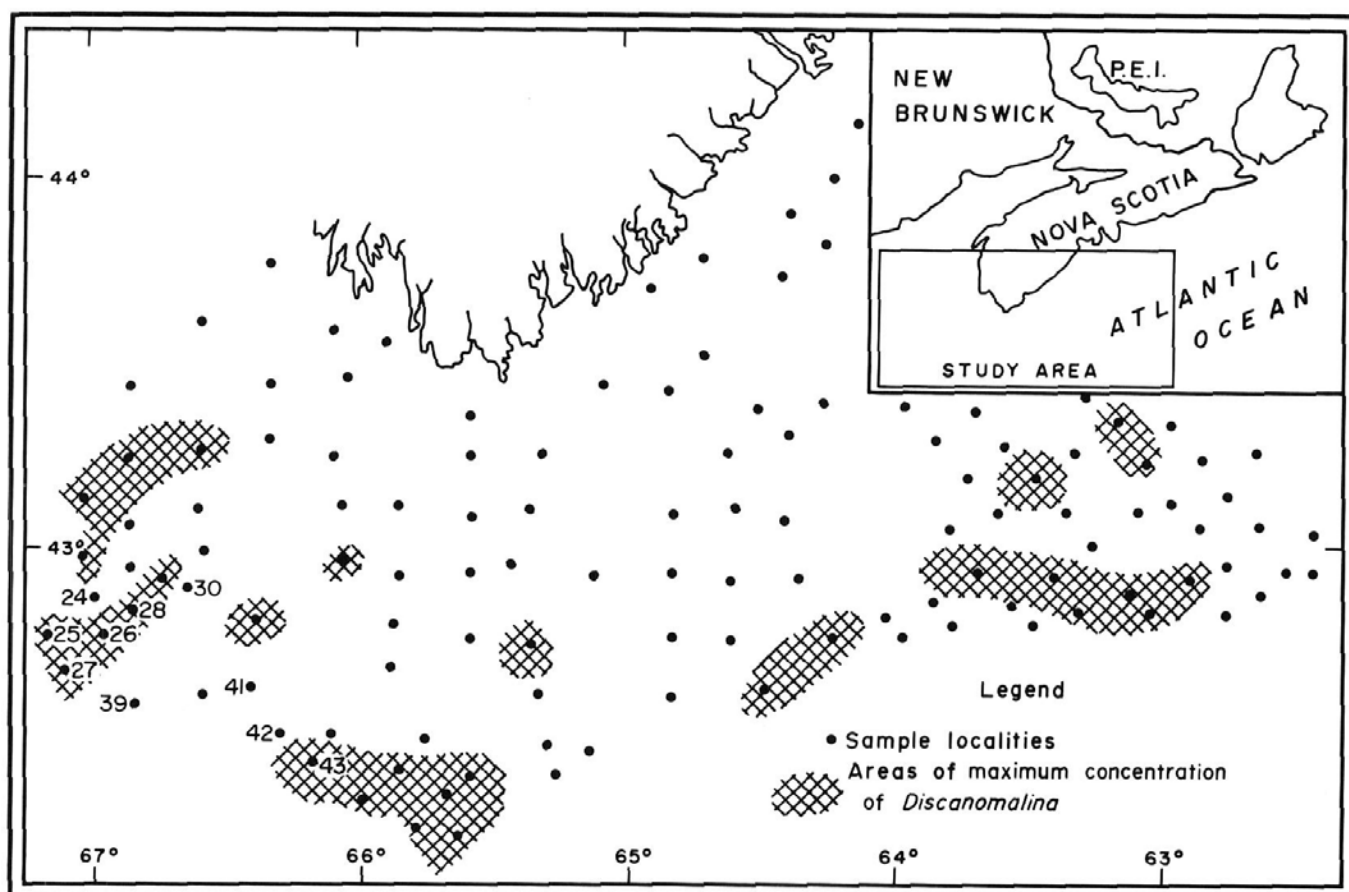 NEW
BRUNSWICK
P.E.I.
NOVA SCOTIA
ATLANTIC
OCEAN
STUDY AREA
44°
43°
24
25
26
27
28
30
39
41
42
43
Legend
Sample localities
Areas of maximum concentration
of Discanomalina
67°
66°
65°
64°
63°